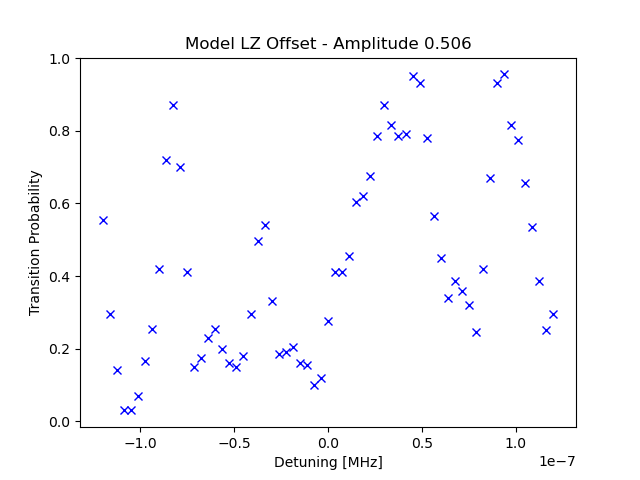 Model LZ Offset - Amplitude 0.506
1.0
0.8
0.6
0.4
0.2
0.0
Transition Probability
−1.0 −0.5 0.0 0.5 1.0
1e−7
Detuning [MHz]